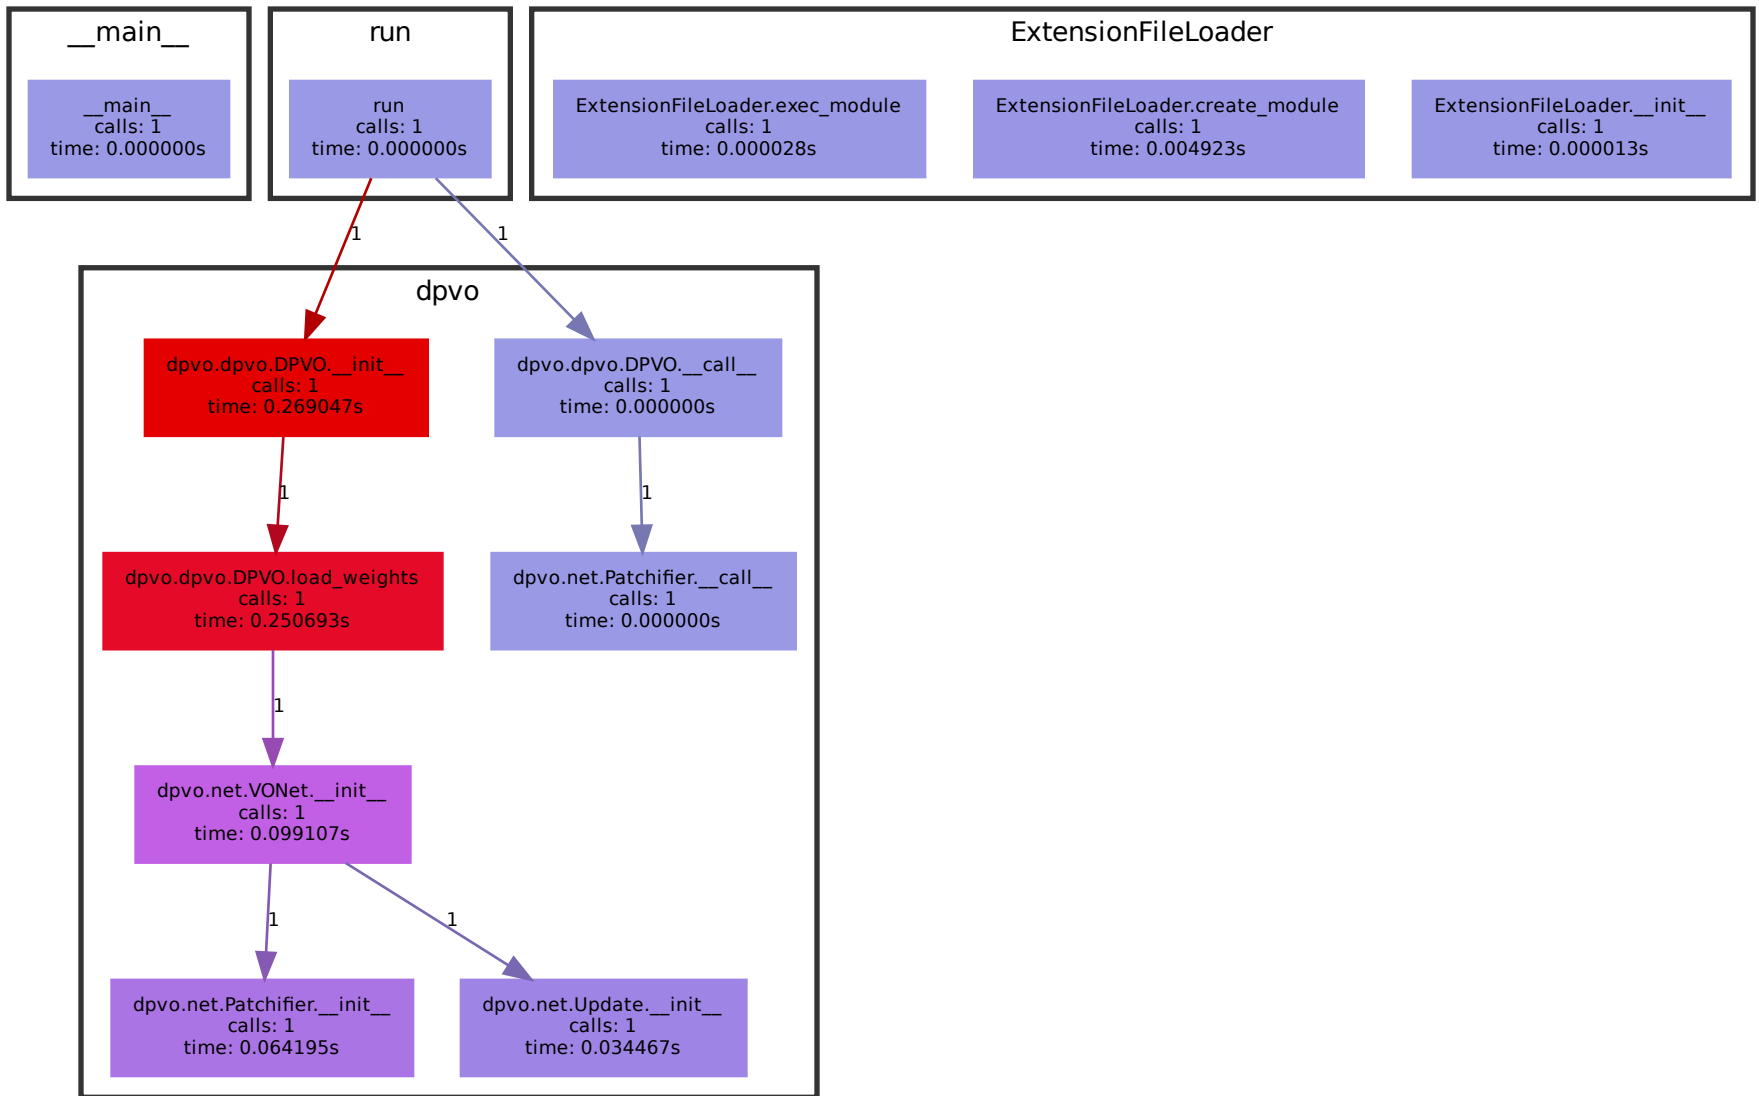 __main__
__main__
calls: 1
time: 0.000000s
run
run
calls: 1
time: 0.000000s
ExtensionFileLoader
ExtensionFileLoader.exec_module
calls: 1
time: 0.000028s
ExtensionFileLoader.create_module
calls: 1
time: 0.004923s
ExtensionFileLoader.__init__
calls: 1
time: 0.000013s
1
1
dpvo
dpvo.dpvo.DPVO.__init__
calls: 1
time: 0.269047s
dpvo.dpvo.DPVO.__call__
calls: 1
time: 0.000000s
1
1
dpvo.dpvo.DPVO.load_weights
calls: 1
time: 0.250693s
dpvo.net.Patchifier.__call__
calls: 1
time: 0.000000s
1
dpvo.net.VONet.__init__
calls: 1
time: 0.099107s
1
1
dpvo.net.Patchifier.__init__
calls: 1
time: 0.064195s
dpvo.net.Update.__init__
calls: 1
time: 0.034467s